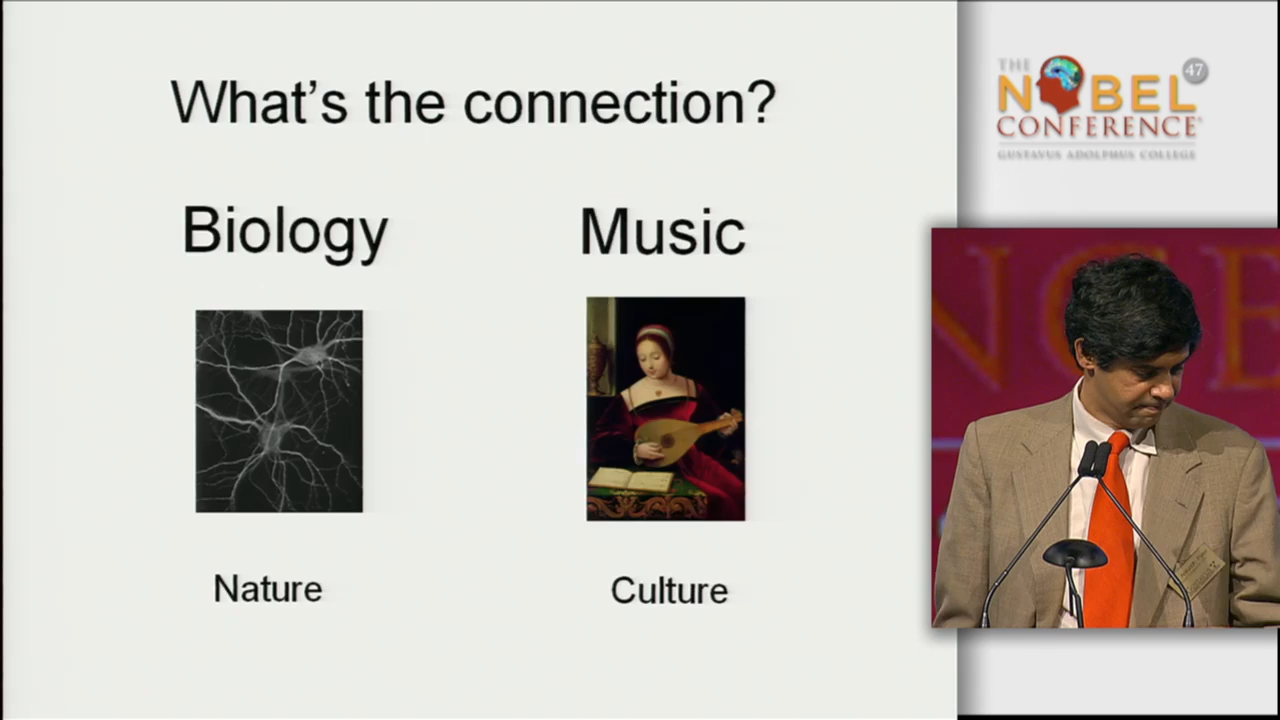 What's the connection?
Biology Music
Nature Culture
THE
NOBEL 47
CONFERENCE
GUSTAVUS ADOLPHUS COLLEGE